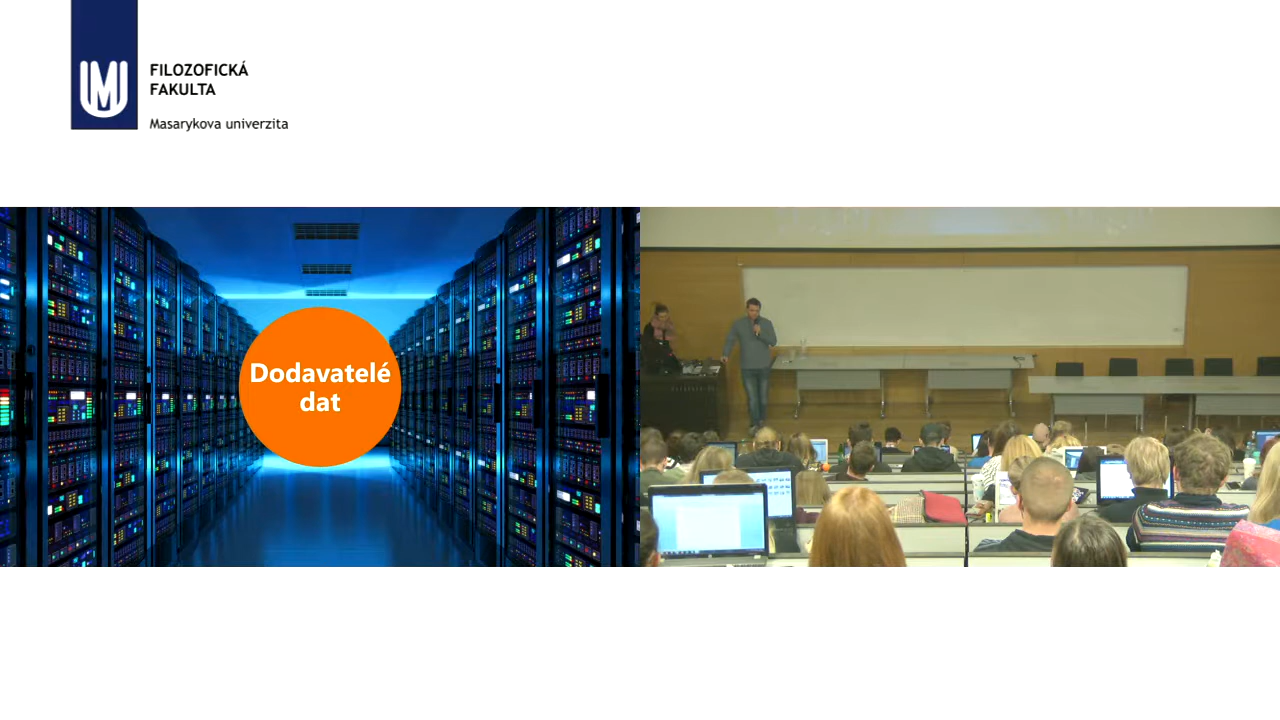 FILOZOFICKÁ
FAKULTA
Masarykova univerzita
Dodavatelé
dat